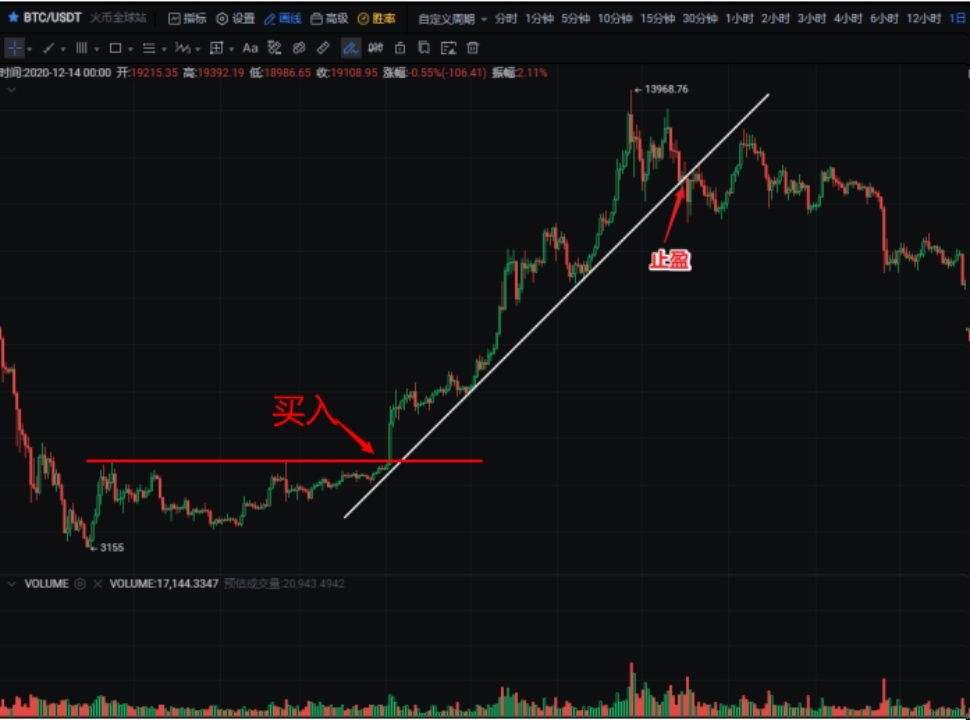 BTC/USDT 火币全球站 指标 设置 画线 高级 胜率 自定义周期 分时 1分钟 5分钟 10分钟 15分钟 30分钟 1小时 2小时 3小时 4小时 6小时 12小时 1日
Aa
时间:2020-12-14 00:00 开:19215.35 高:19392.19 低:18986.65 收:19108.95 涨幅:-0.55%(-106.41) 振幅:2.11%
←13968.76
止盈
买入
←3155
VOLUME VOLUME:17,144.3347 预估成交量:20,943.4942